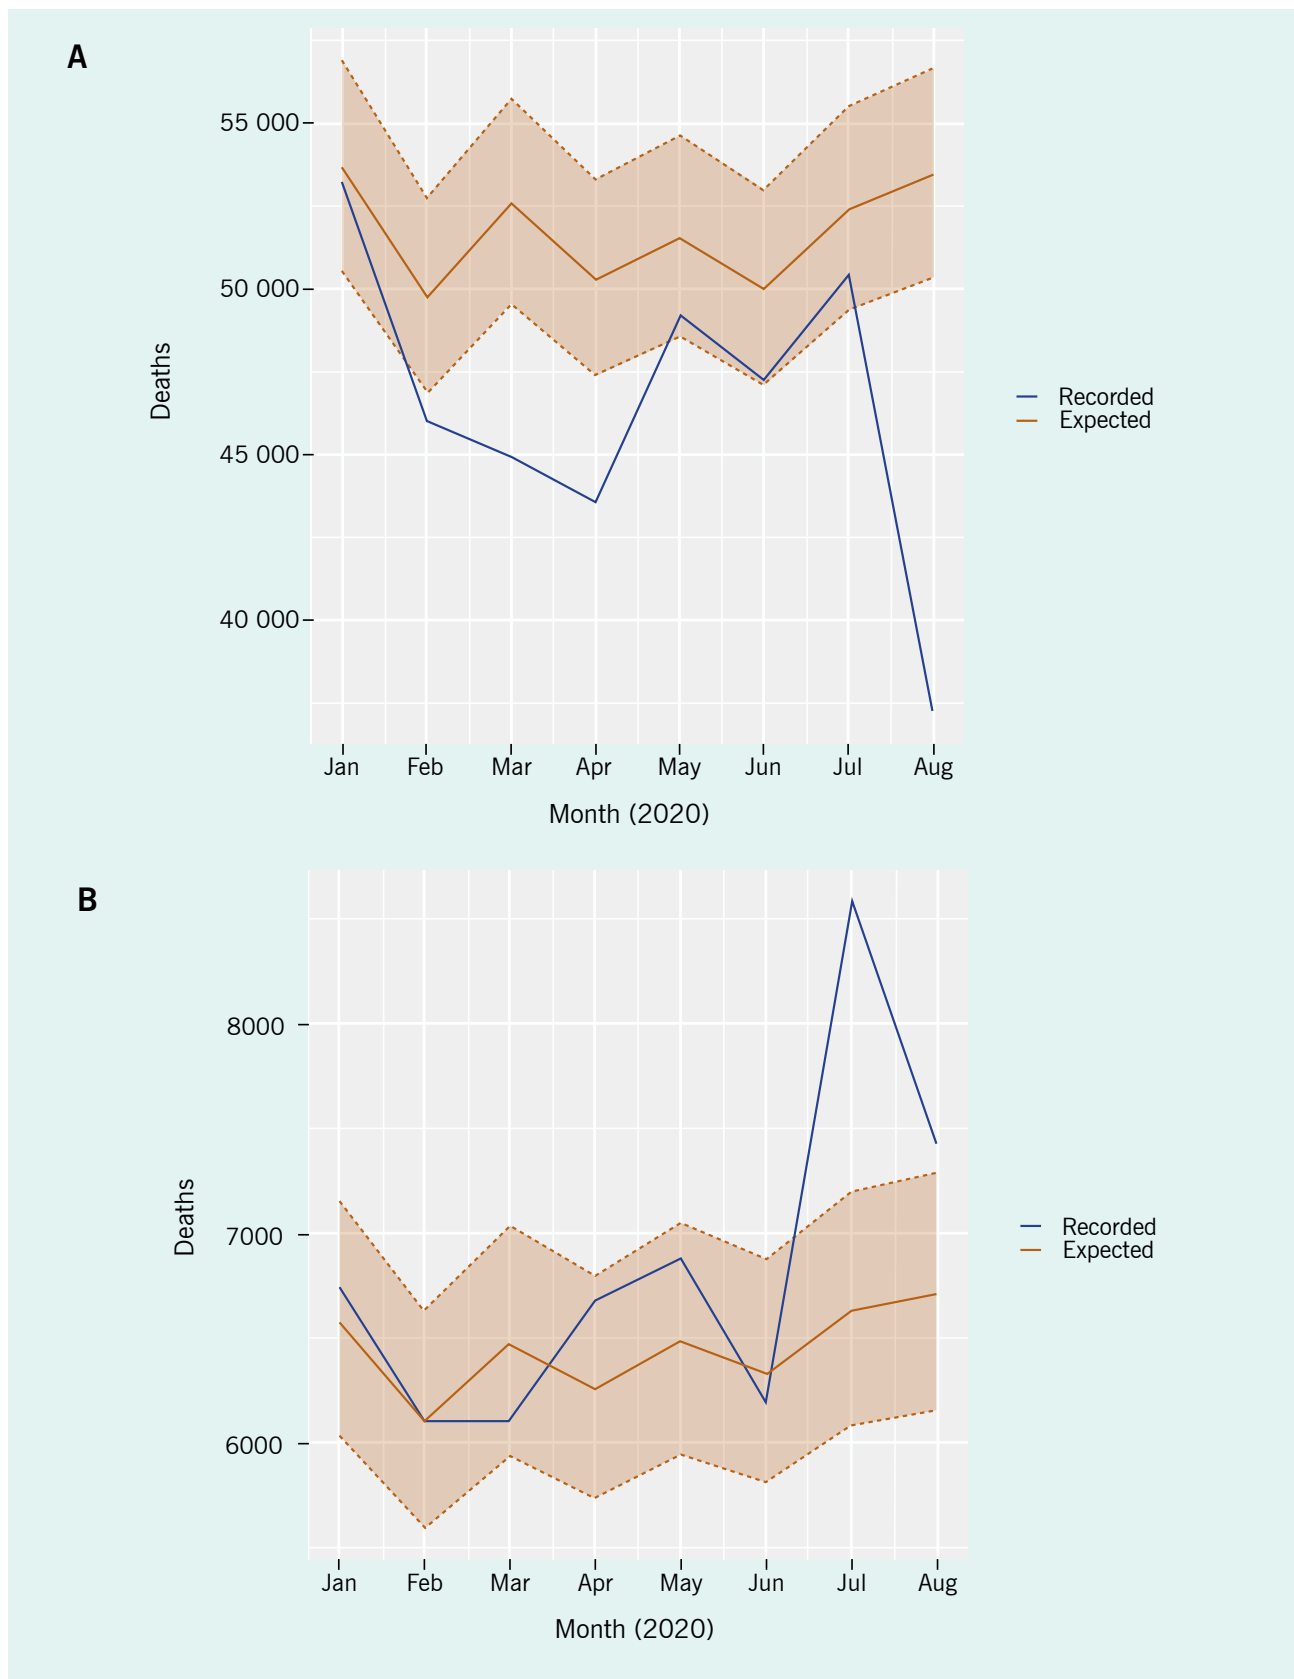 A
55 000
50 000
45 000
40 000
Deaths
Recorded
Expected
Jan Feb Mar Apr May Jun Jul Aug
Month (2020)
B
8000
7000
6000
Deaths
Recorded
Expected
Jan Feb Mar Apr May Jun Jul Aug
Month (2020)